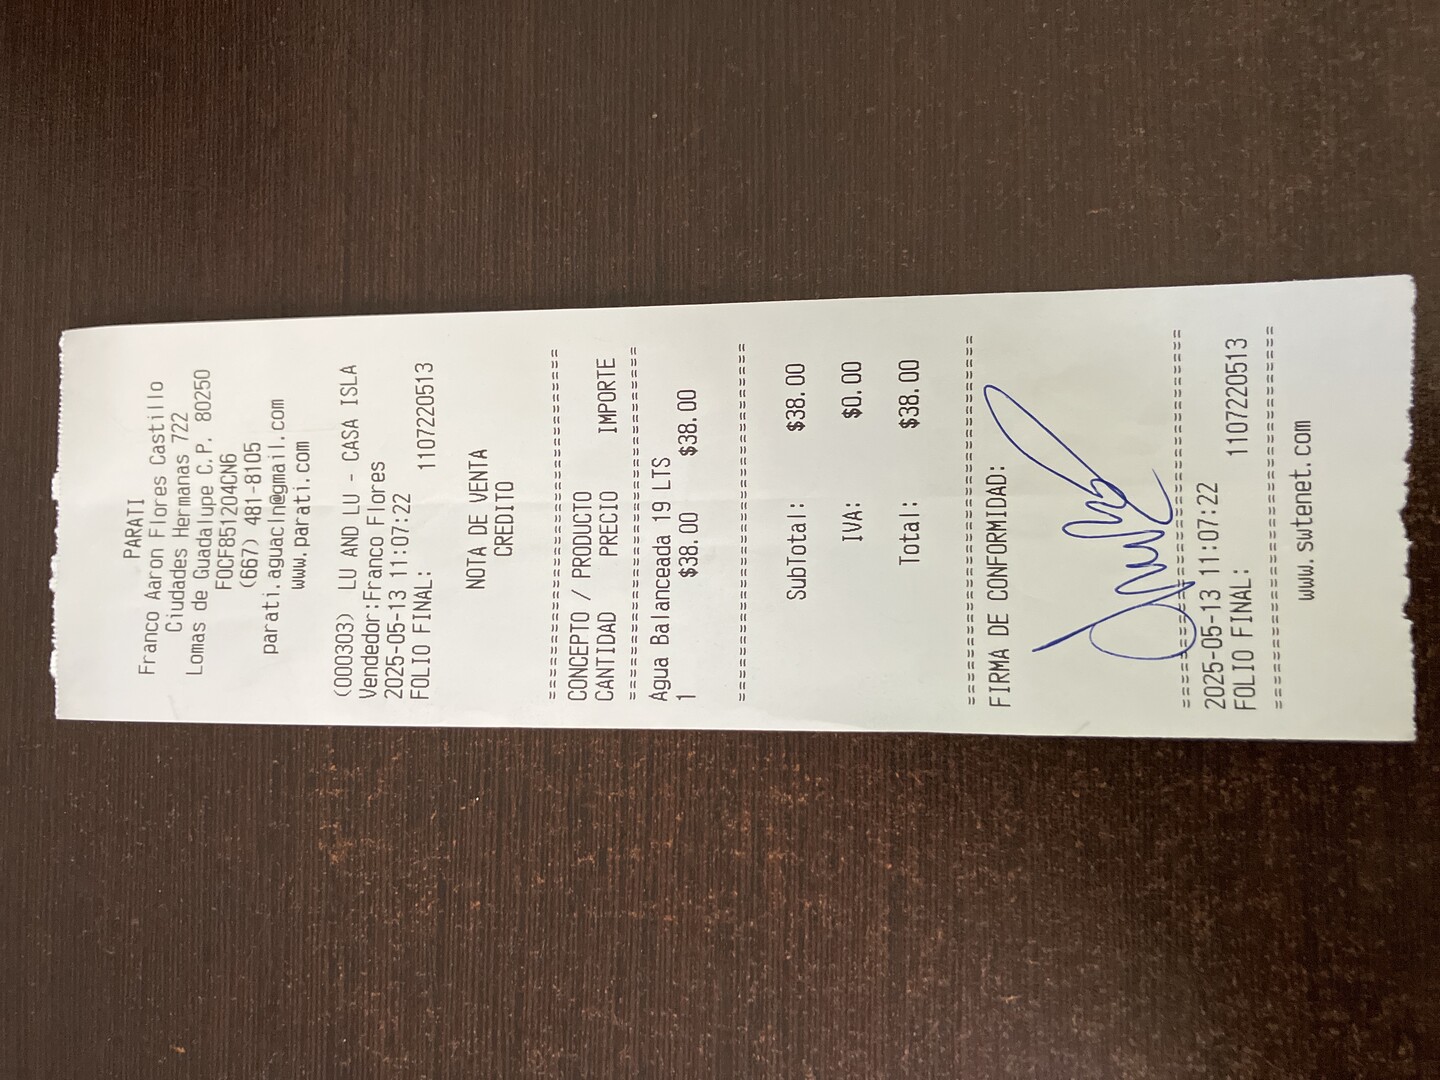 PARATI
Franco Aaron Flores Castillo
Ciudades Hermanas 722
Lomas de Guadalupe C.P. 80250
FOCF851204CN6
(667) 481-8105
parati.aguacln@gmail.com
www.parati.com
(000303) LU AND LU - CASA ISLA
Vendedor:Franco Flores
2025-05-13 11:07:22
FOLIO FINAL: 1107220513
NOTA DE VENTA
CREDITO
================================
CONCEPTO / PRODUCTO
CANTIDAD PRECIO IMPORTE
================================
Agua Balanceada 19 LTS
1 $38.00 $38.00
================================
SubTotal: $38.00
IVA: $0.00
Total: $38.00
================================
FIRMA DE CONFORMIDAD:
================================
2025-05-13 11:07:22
FOLIO FINAL: 1107220513
================================
www.swtenet.com